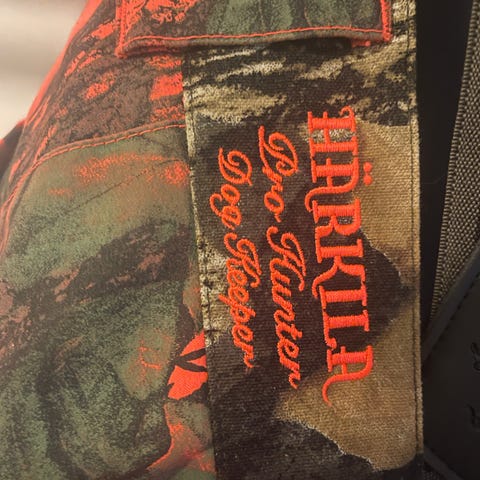 HÄRKILA
Pro Hunter
Dog Keeper